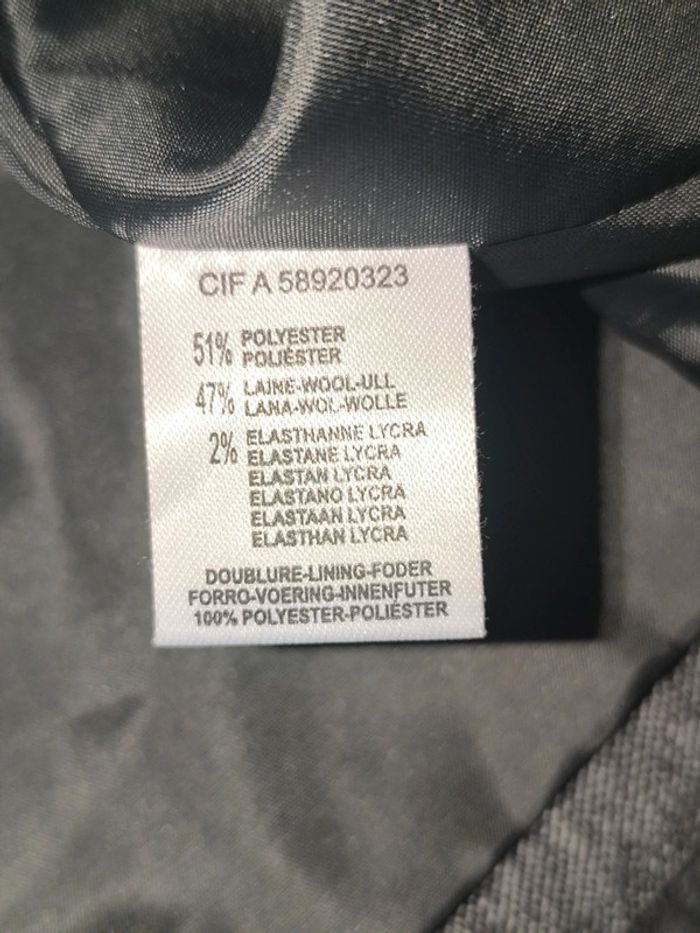 CIF A 58920323
51% POLYESTER
POLIÉSTER
47% LAINE-WOOL-ULL
LANA-WOL-WOLLE
2% ELASTHANNE LYCRA
ELASTANE LYCRA
ELASTAN LYCRA
ELASTANO LYCRA
ELASTAAN LYCRA
ELASTHAN LYCRA
DOUBLURE-LINING-FODER
FORRO-VOERING-INNENFUTER
100% POLYESTER-POLIÉSTER